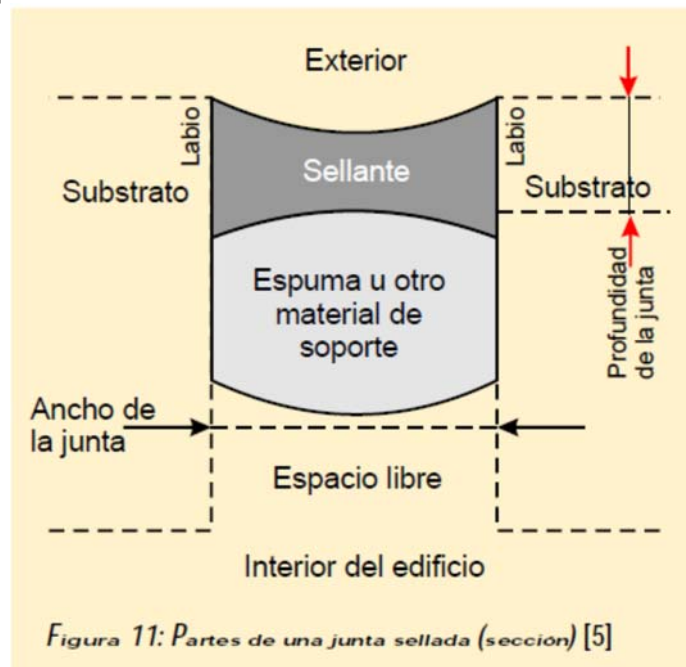 Exterior
Labio
Labio
Sellante
Substrato
Substrato
Espuma u otro
material de
soporte
Profundidad
de la junta
Ancho de
la junta
Espacio libre
Interior del edificio
Figura 11: Partes de una junta sellada (sección) [5]